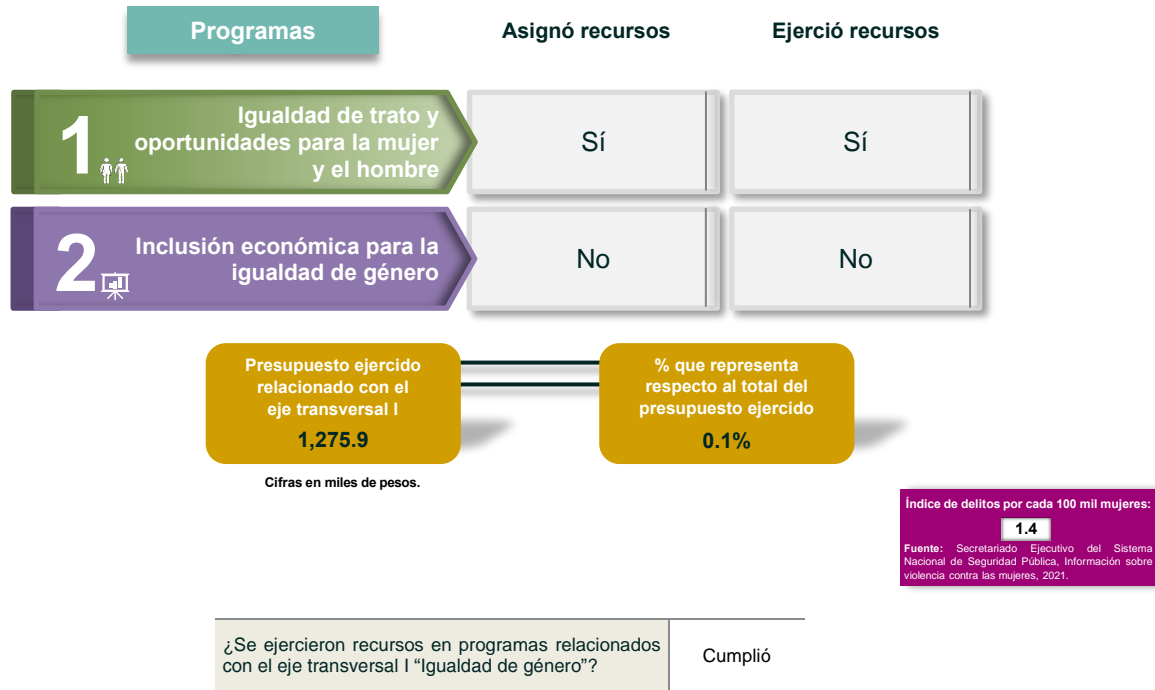 Programas
Asignó recursos
Ejerció recursos
1
Igualdad de trato y
oportunidades para la mujer
y el hombre
Sí
Sí
2
Inclusión económica para la
igualdad de género
No
No
Presupuesto ejercido
relacionado con el
eje transversal I
1,275.9
% que representa
respecto al total del
presupuesto ejercido
0.1%
Cifras en miles de pesos.
Índice de delitos por cada 100 mil mujeres:
1.4
Fuente: Secretariado Ejecutivo del Sistema
Nacional de Seguridad Pública, Información sobre
violencia contra las mujeres, 2021.
¿Se ejercieron recursos en programas relacionados
con el eje transversal I “Igualdad de género”?
Cumplió